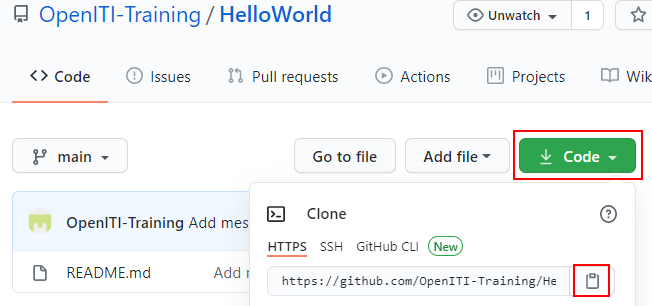 OpenITI-Training / HelloWorld Unwatch 1
Code Issues Pull requests Actions Projects Wik
main Go to file Add file Code
OpenITI-Training Add mes
README.md Add n
Clone
HTTPS SSH GitHub CLI New
https://github.com/OpenITI-Training/He